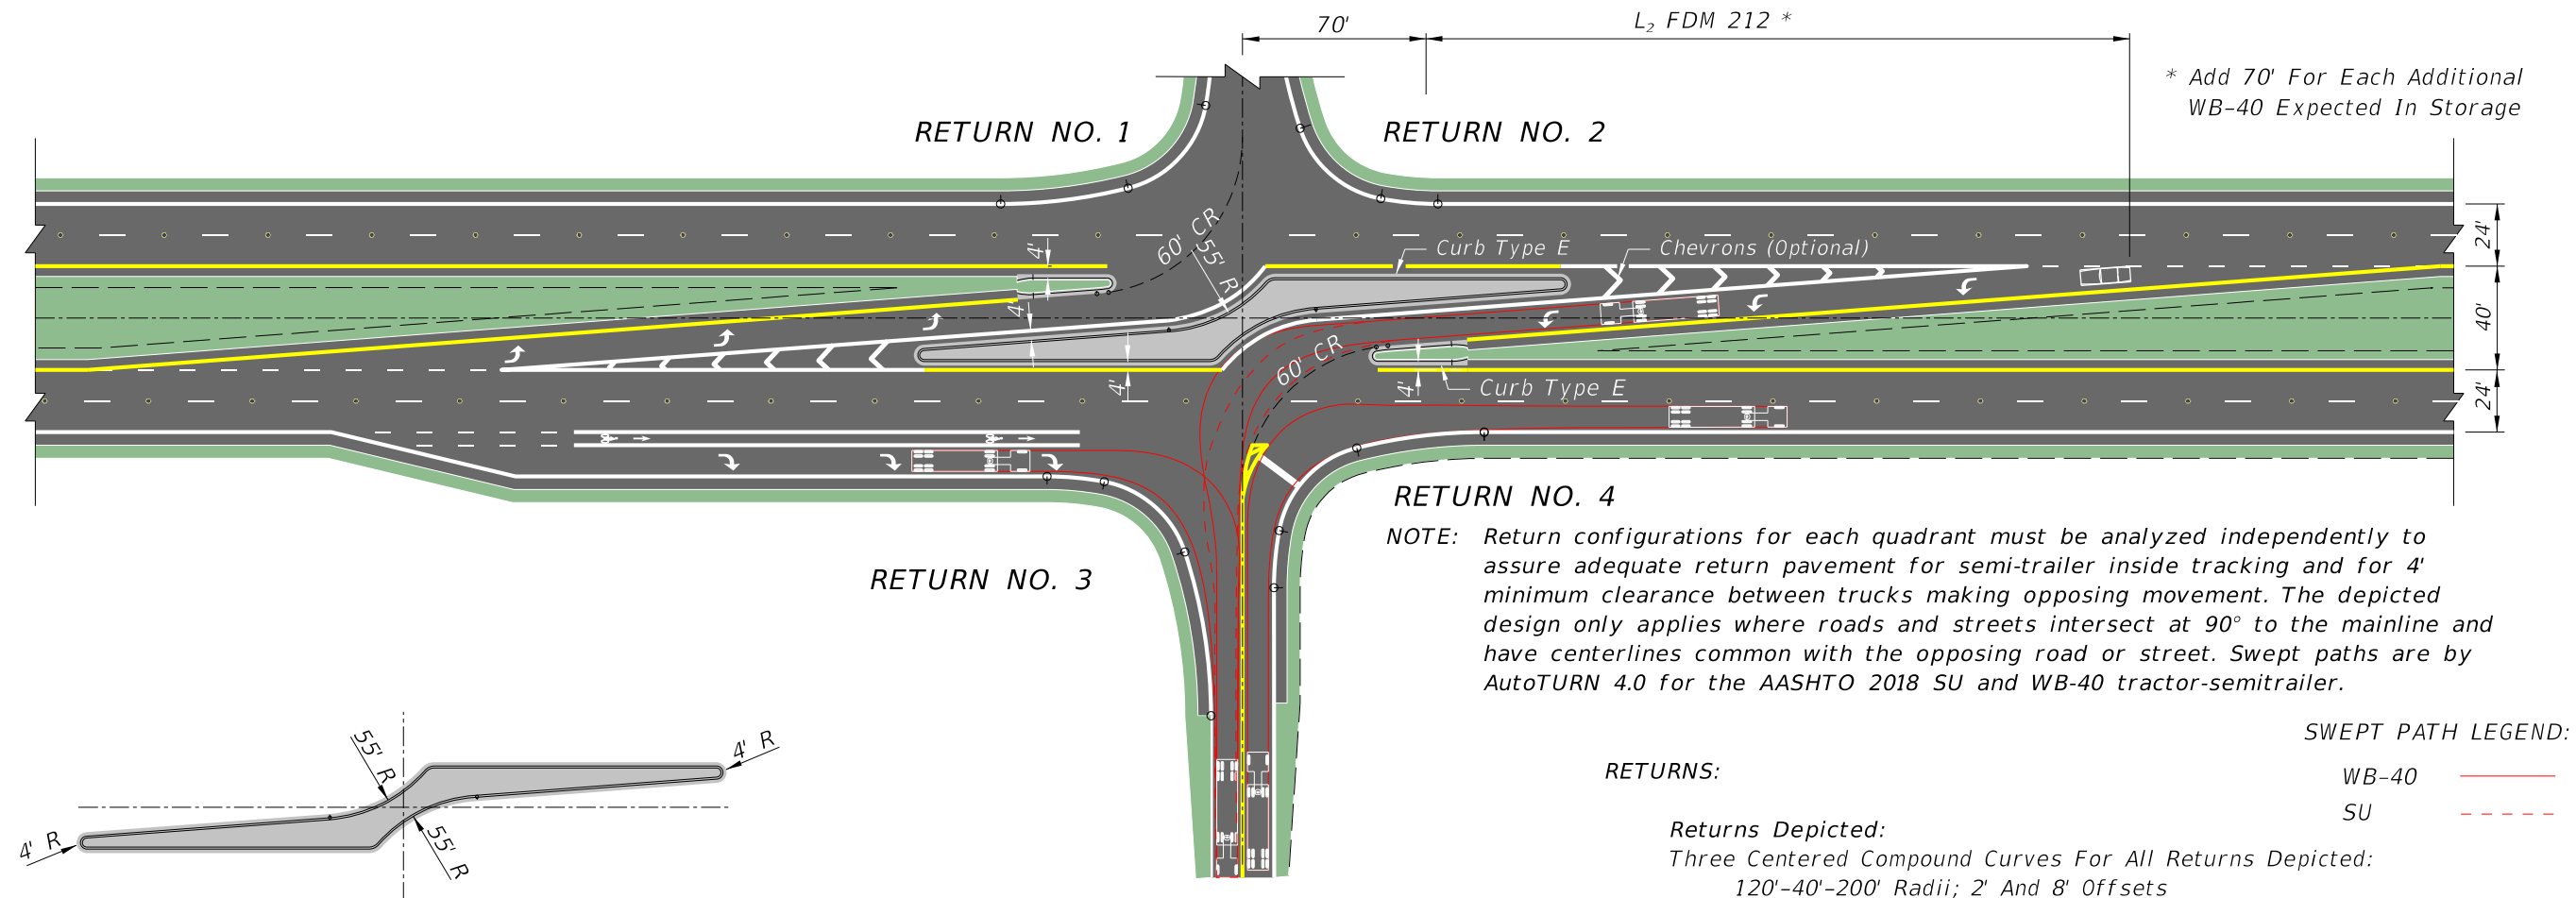 70'
L₂ FDM 212 *
* Add 70' For Each Additional
WB-40 Expected In Storage
RETURN NO. 1
RETURN NO. 2
60' CR
55' R
4'
Curb Type E
Chevrons (Optional)
24'
4'
40'
60' CR
4'
4'
Curb Type E
24'
RETURN NO. 4
NOTE: Return configurations for each quadrant must be analyzed independently to
assure adequate return pavement for semi-trailer inside tracking and for 4'
minimum clearance between trucks making opposing movement. The depicted
design only applies where roads and streets intersect at 90° to the mainline and
have centerlines common with the opposing road or street. Swept paths are by
AutoTURN 4.0 for the AASHTO 2018 SU and WB-40 tractor-semitrailer.
RETURN NO. 3
55' R
4' R
4' R
55' R
SWEPT PATH LEGEND:
WB-40
SU
RETURNS:
Returns Depicted:
Three Centered Compound Curves For All Returns Depicted:
120'-40'-200' Radii; 2' And 8' Offsets